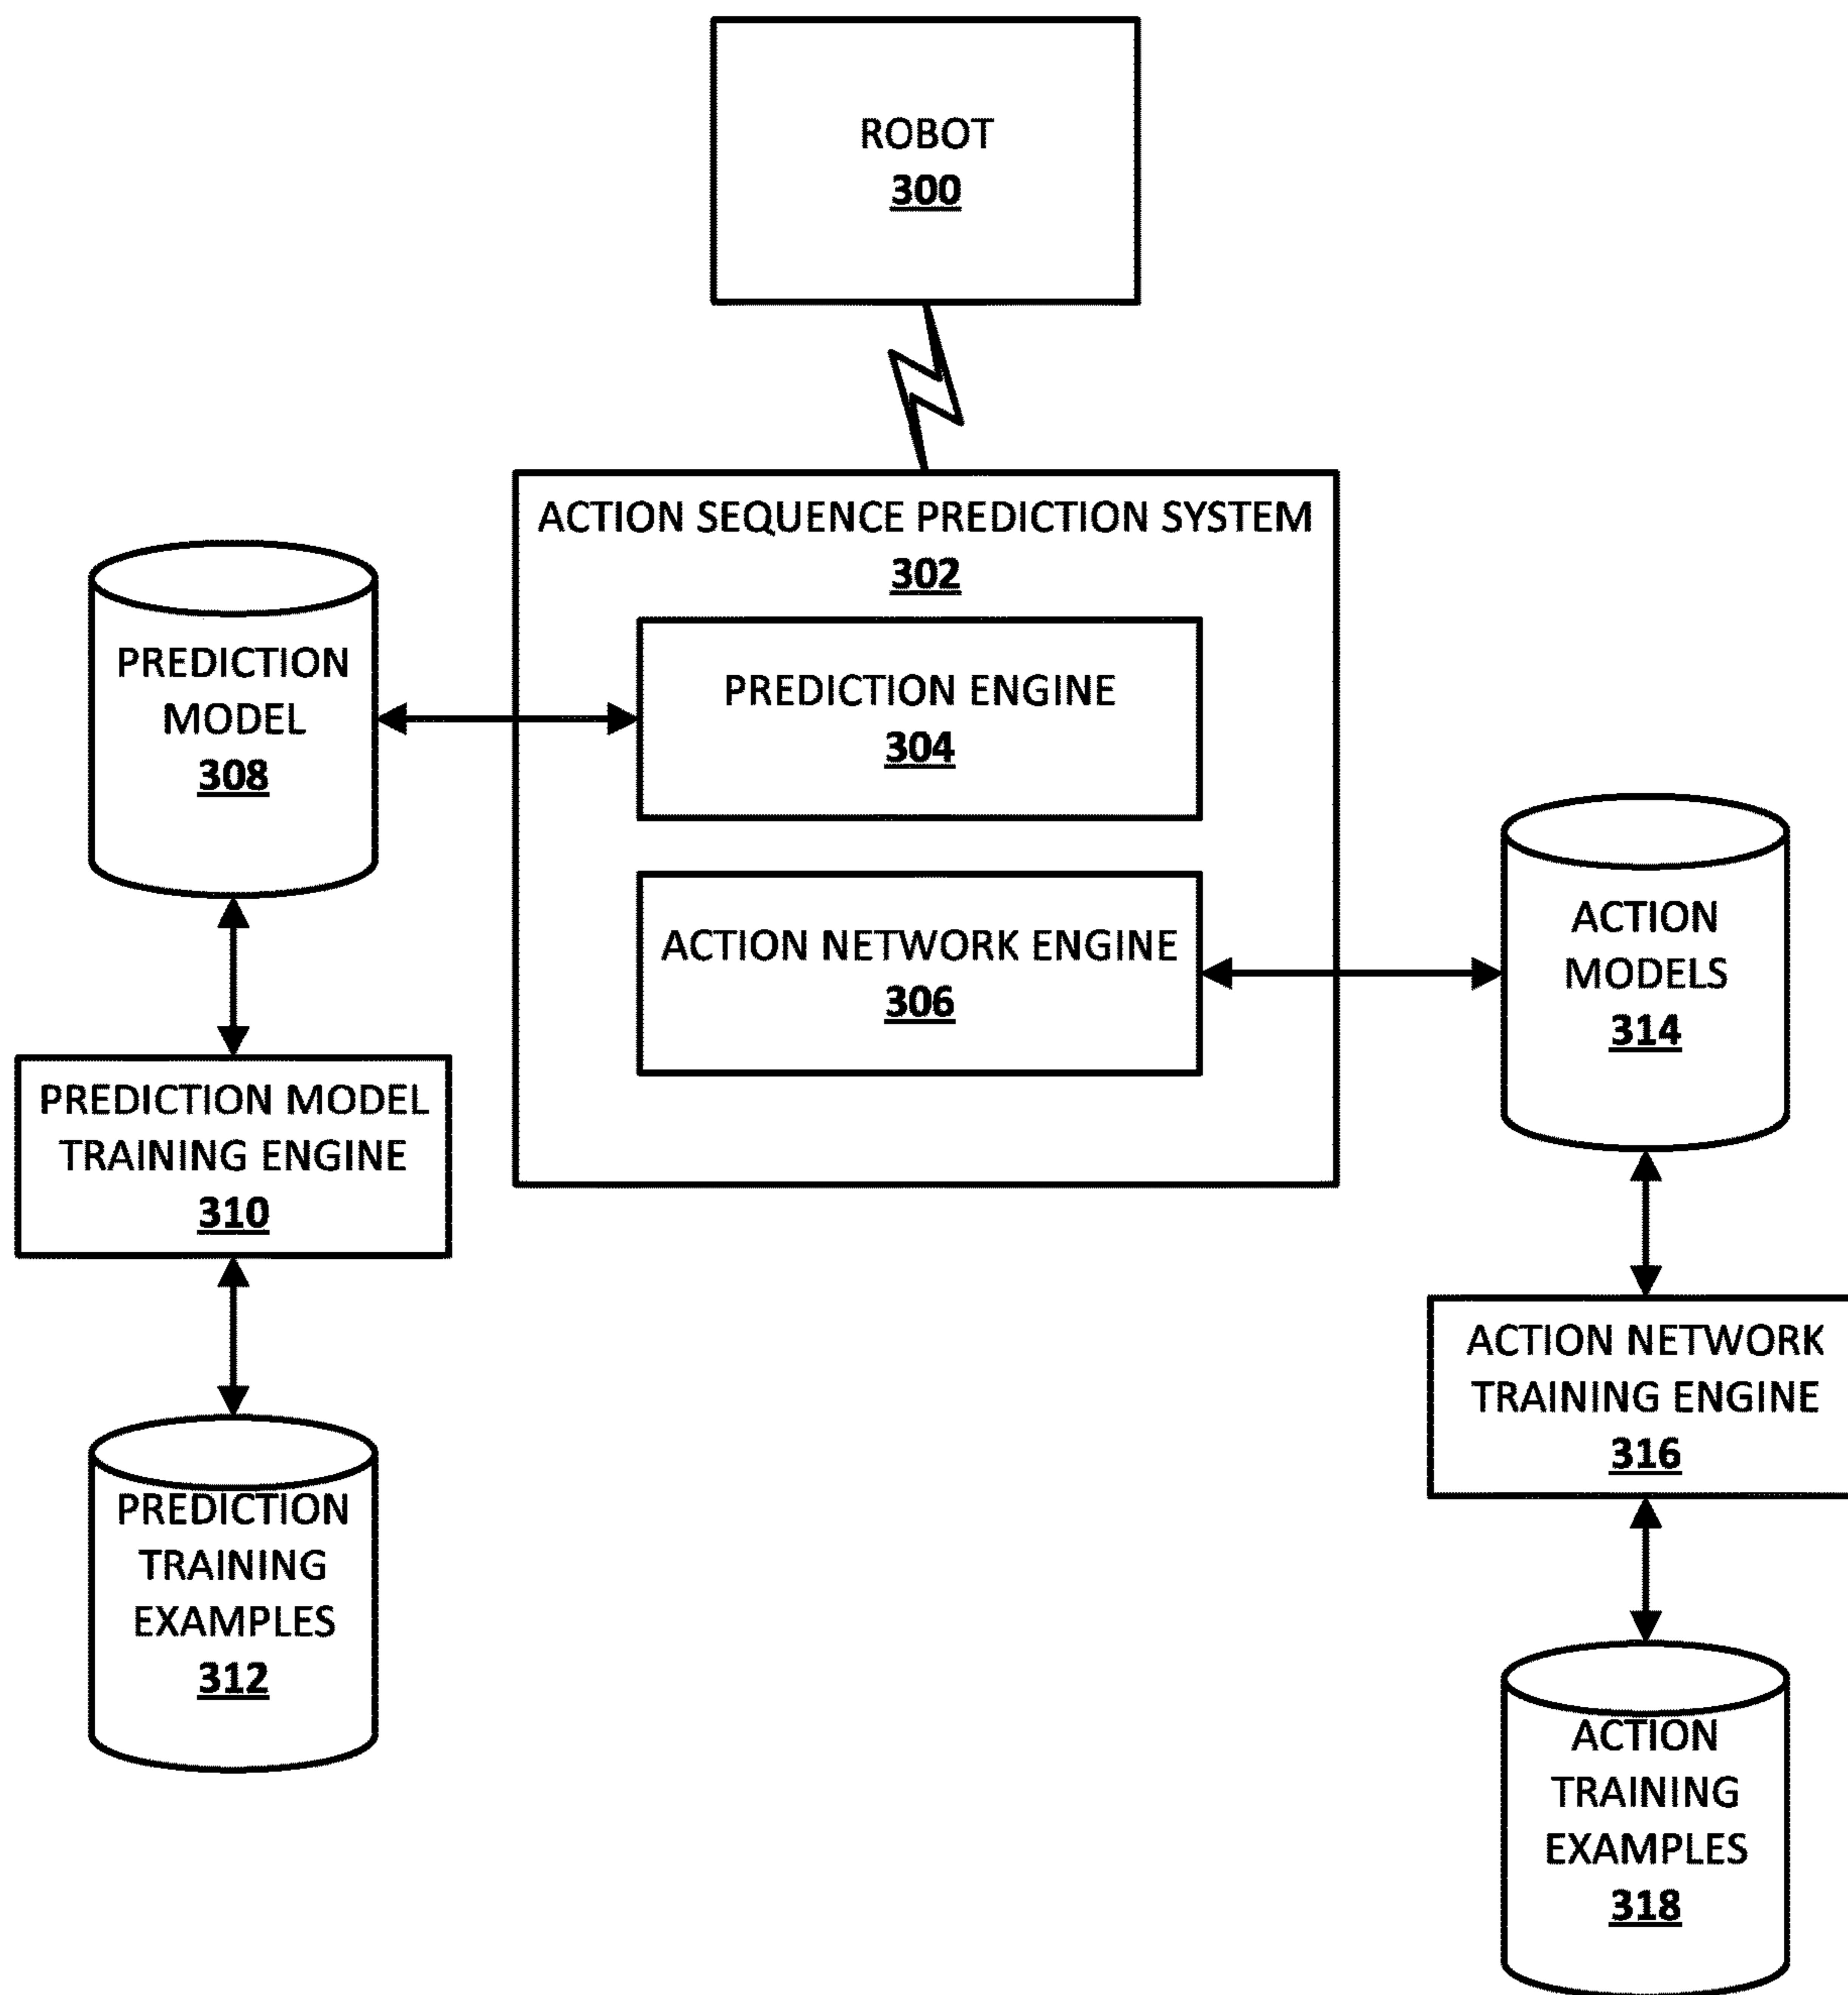 ROBOT
300
ACTION SEQUENCE PREDICTION SYSTEM
302
PREDICTION ENGINE
304
ACTION NETWORK ENGINE
306
PREDICTION
MODEL
308
PREDICTION MODEL
TRAINING ENGINE
310
PREDICTION
TRAINING
EXAMPLES
312
ACTION
MODELS
314
ACTION NETWORK
TRAINING ENGINE
316
ACTION
TRAINING
EXAMPLES
318